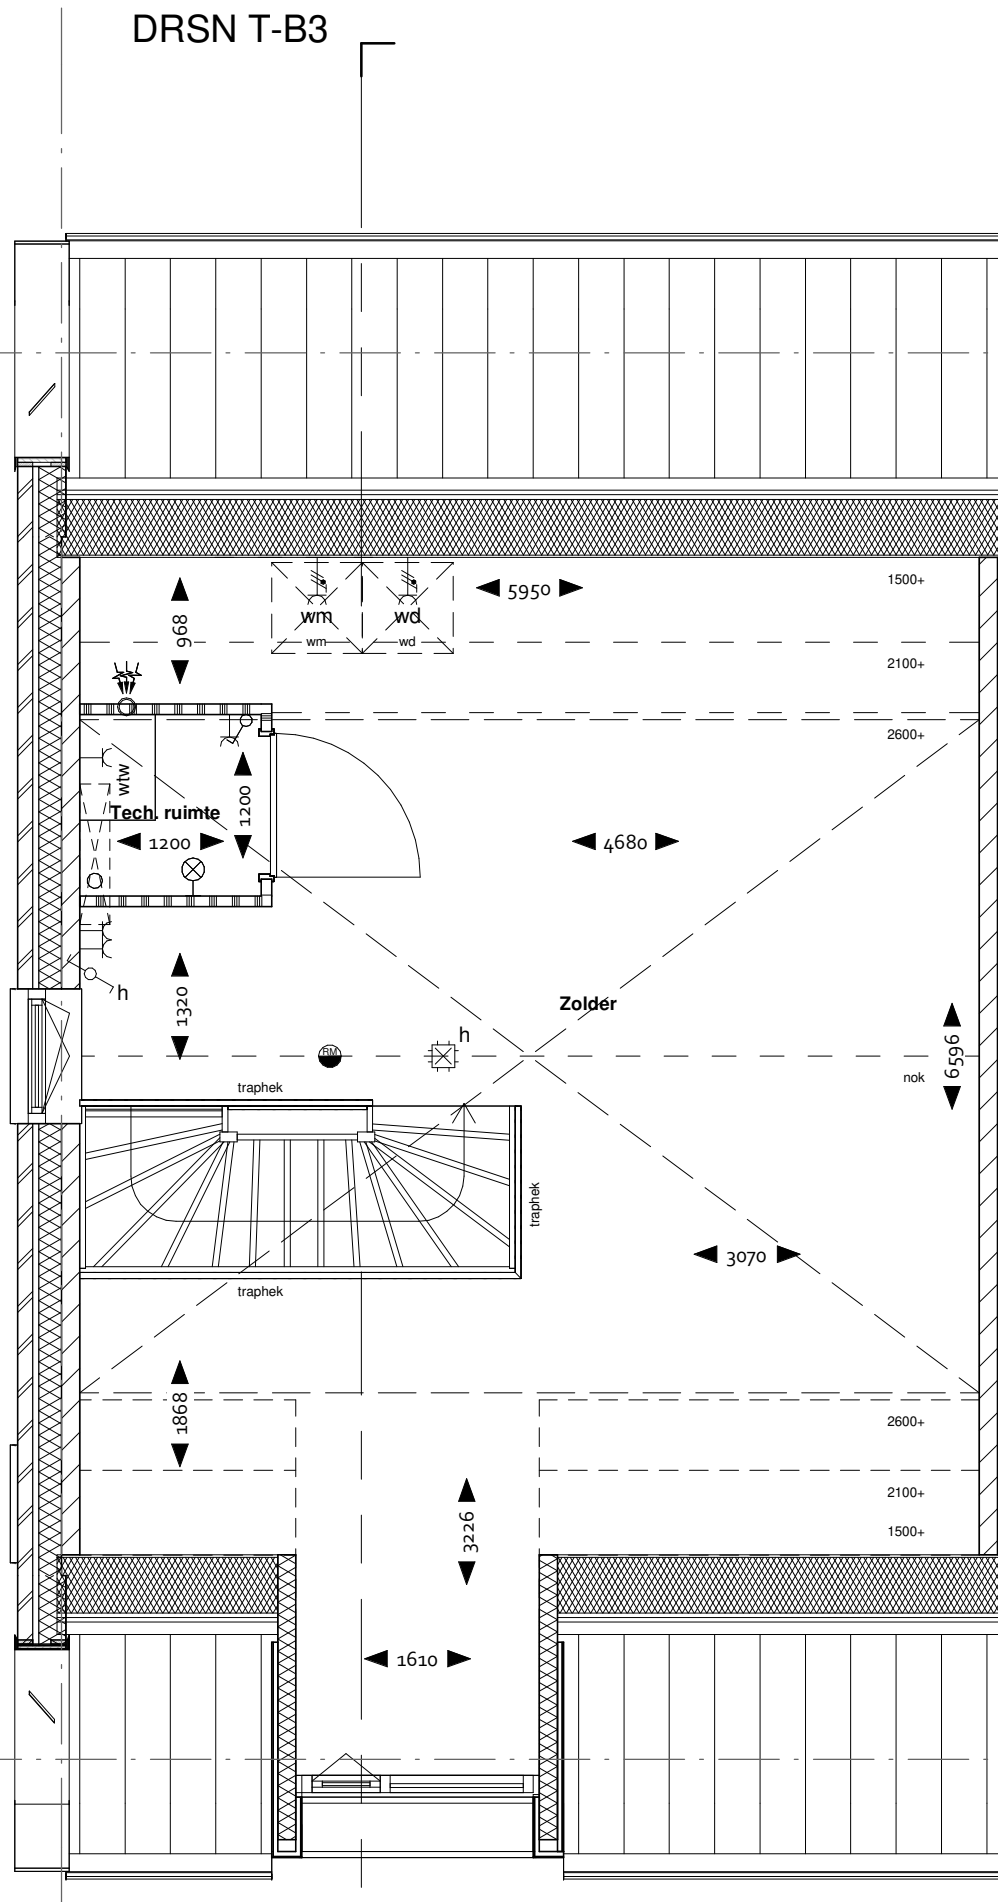 DRSN T-B3
1500+
5950
968
wm
wd
wm
wd
2100+
2600+
wtw
1200
Tech. ruimte
1200
4680
h
1320
Zolder
RM
h
6596
nok
traphek
traphek
3070
traphek
1868
2600+
2100+
3226
1500+
1610